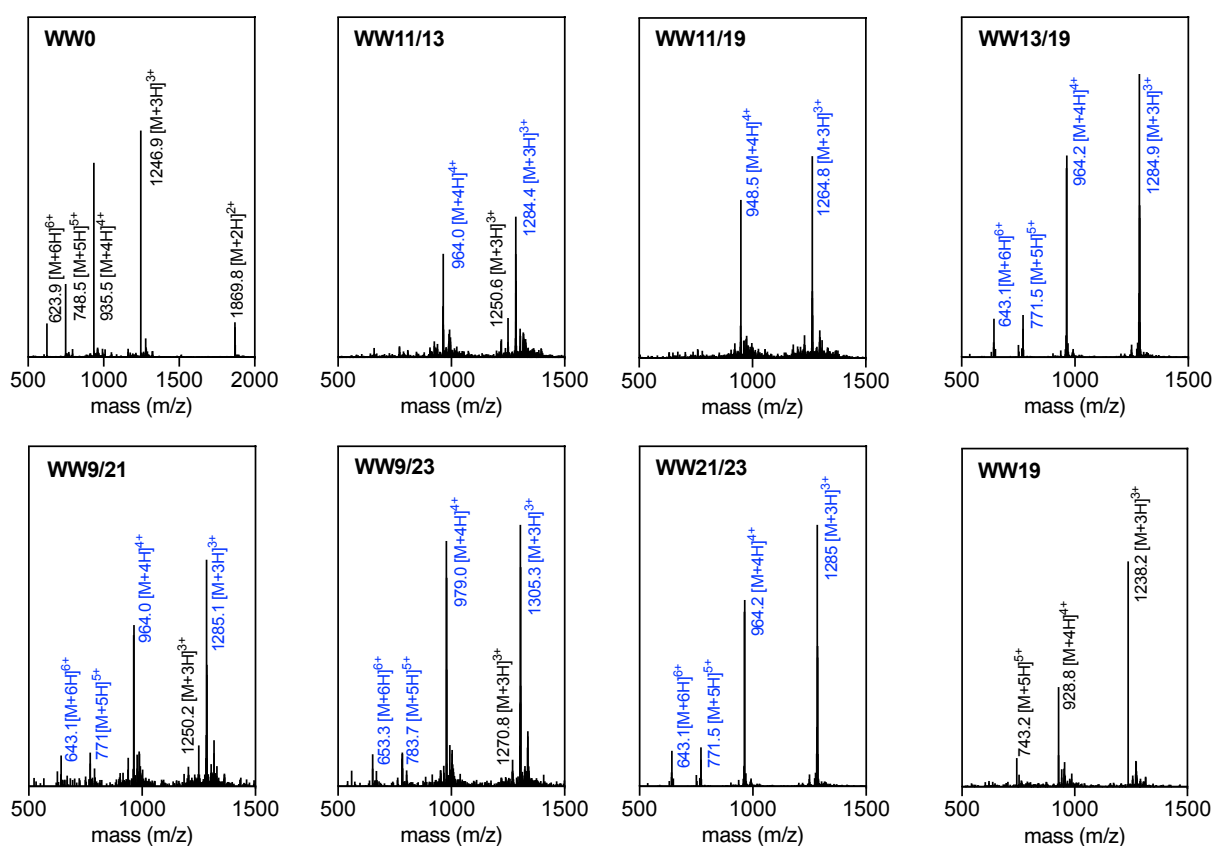 WW0
623.9 [M+6H]6+
748.5 [M+5H]5+
935.5 [M+4H]4+
1246.9 [M+3H]3+
1869.8 [M+2H]2+
500 1000 1500 2000
mass (m/z)
WW11/13
964.0 [M+4H]4+
1250.6 [M+3H]3+
1284.4 [M+3H]3+
500 1000 1500
mass (m/z)
WW11/19
948.5 [M+4H]4+
1264.8 [M+3H]3+
500 1000 1500
mass (m/z)
WW13/19
643.1 [M+6H]6+
771.5 [M+5H]5+
964.2 [M+4H]4+
1284.9 [M+3H]3+
500 1000 1500
mass (m/z)
WW9/21
643.1[M+6H]6+
771[M+5H]5+
964.0 [M+4H]4+
1250.2 [M+3H]3+
1285.1 [M+3H]3+
500 1000 1500
mass (m/z)
WW9/23
653.3 [M+6H]6+
783.7 [M+5H]5+
979.0 [M+4H]4+
1270.8 [M+3H]3+
1305.3 [M+3H]3+
500 1000 1500
mass (m/z)
WW21/23
643.1 [M+6H]6+
771.5 [M+5H]5+
964.2 [M+4H]4+
1285 [M+3H]3+
500 1000 1500
mass (m/z)
WW19
743.2 [M+5H]5+
928.8 [M+4H]4+
1238.2 [M+3H]3+
500 1000 1500
mass (m/z)